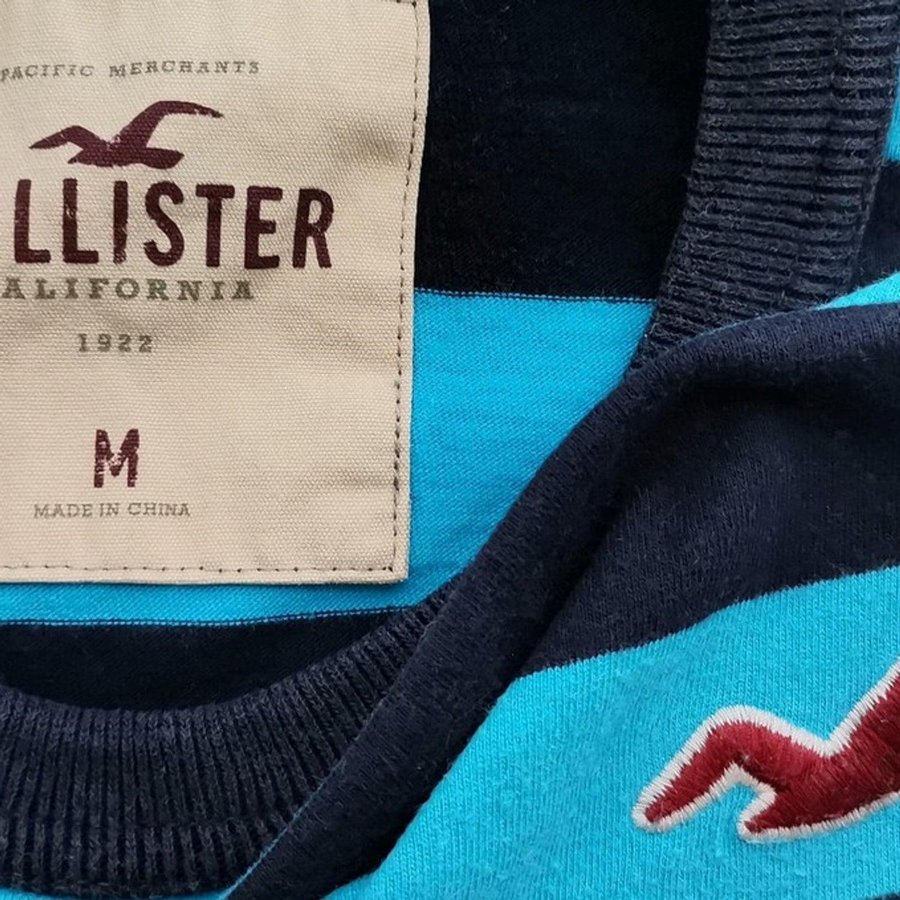 PACIFIC MERCHANTS
LLISTER
ALIFORNIA
1922
M
MADE IN CHINA